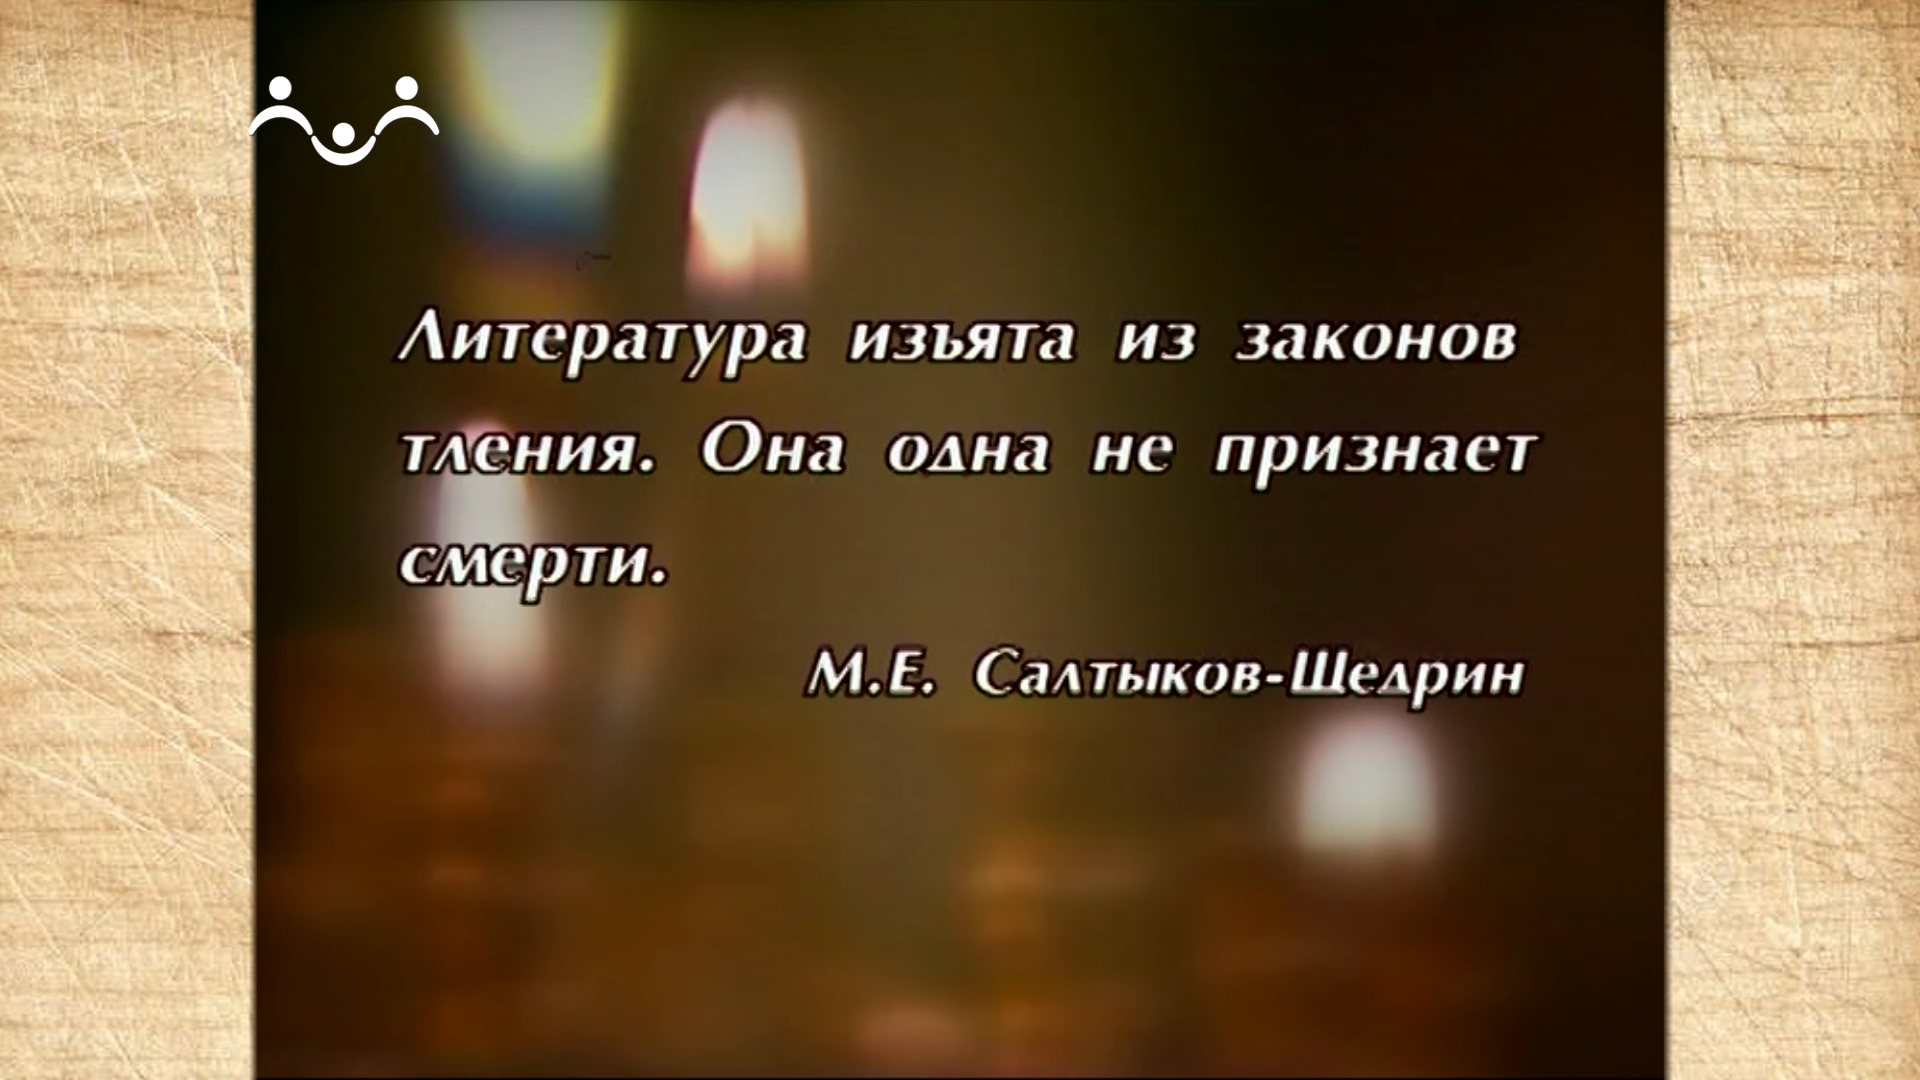 Литература изъята из законов
тления. Она одна не признает
смерти.
М.Е. Салтыков-Щедрин